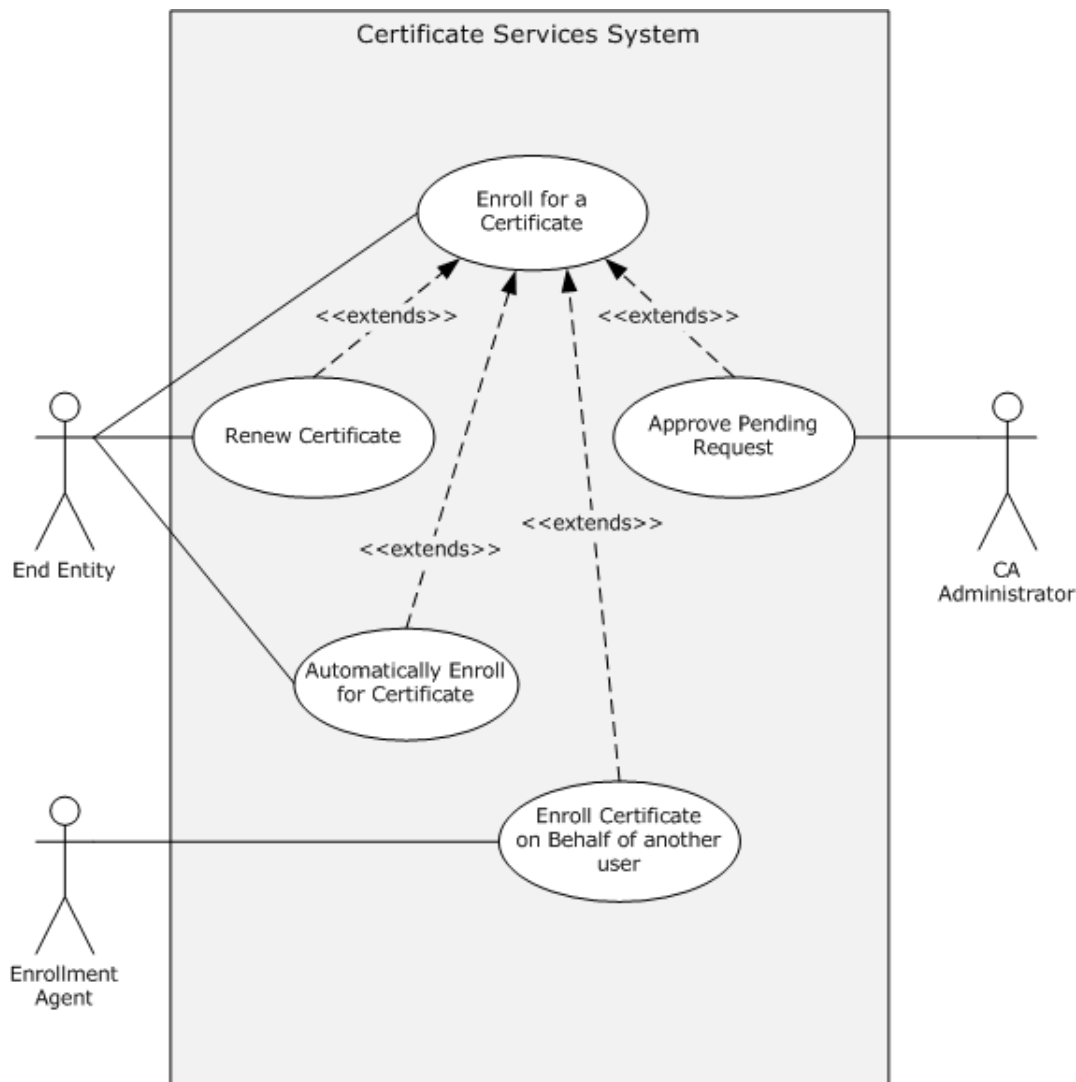 Certificate Services System
Enroll for a
Certificate
<<extends>>
<<extends>>
Renew Certificate
Approve Pending
Request
<<extends>>
<<extends>>
End Entity
CA
Administrator
Automatically Enroll
for Certificate
Enroll Certificate
on Behalf of another
user
Enrollment
Agent